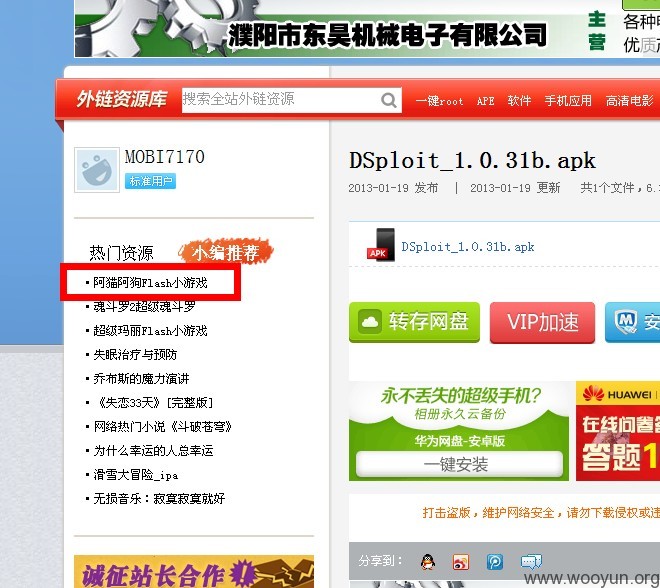 濮阳市东昊机械电子有限公司
主营
各种
优质
外链资源库
搜索全站外链资源
一键root APE 软件 手机应用 高清电影
MOBI7170
标准用户
热门资源 小编推荐
·阿猫阿狗Flash小游戏
·魂斗罗2超级魂斗罗
·超级玛丽Flash小游戏
·失眠治疗与预防
·乔布斯的魔力演讲
·《失恋33天》[完整版]
·网络热门小说《斗破苍穹》
·为什么幸运的人总幸运
·滑雪大冒险_ipa
·无损音乐：寂寞寂寞就好
诚征站长合作
DSploit_1.0.31b.apk
2013-01-19 发布 | 2013-01-19 更新 共1个文件，6.
APK DSploit_1.0.31b.apk
转存网盘 VIP加速 安
永不丢失的超级手机?
相册永久云备份
华为网盘-安卓版
一键安装
HUAWEI
在线问卷
答题1
打击盗版，维护网络安全，请勿下载侵权或违
分享到：
www.wooyun.org